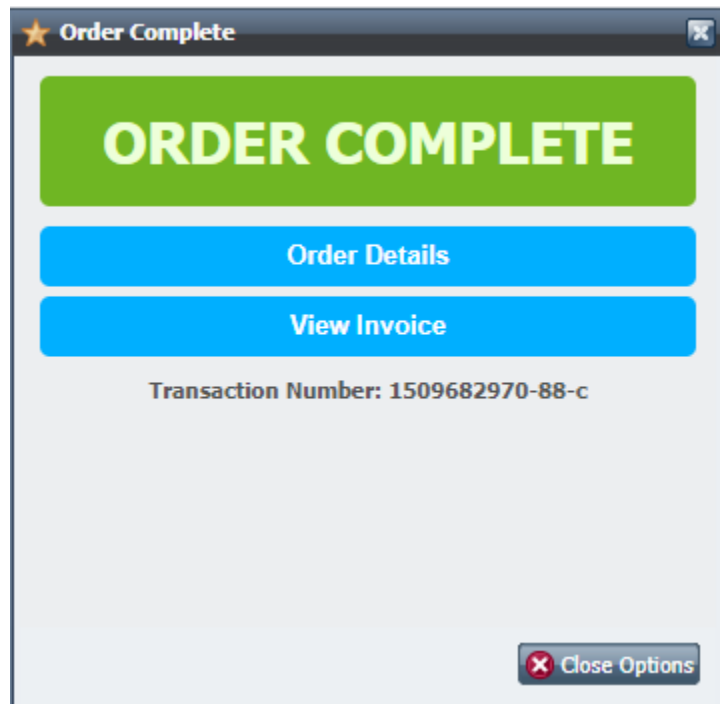 Order Complete
ORDER COMPLETE
Order Details
View Invoice
Transaction Number: 1509682970-88-c
Close Options